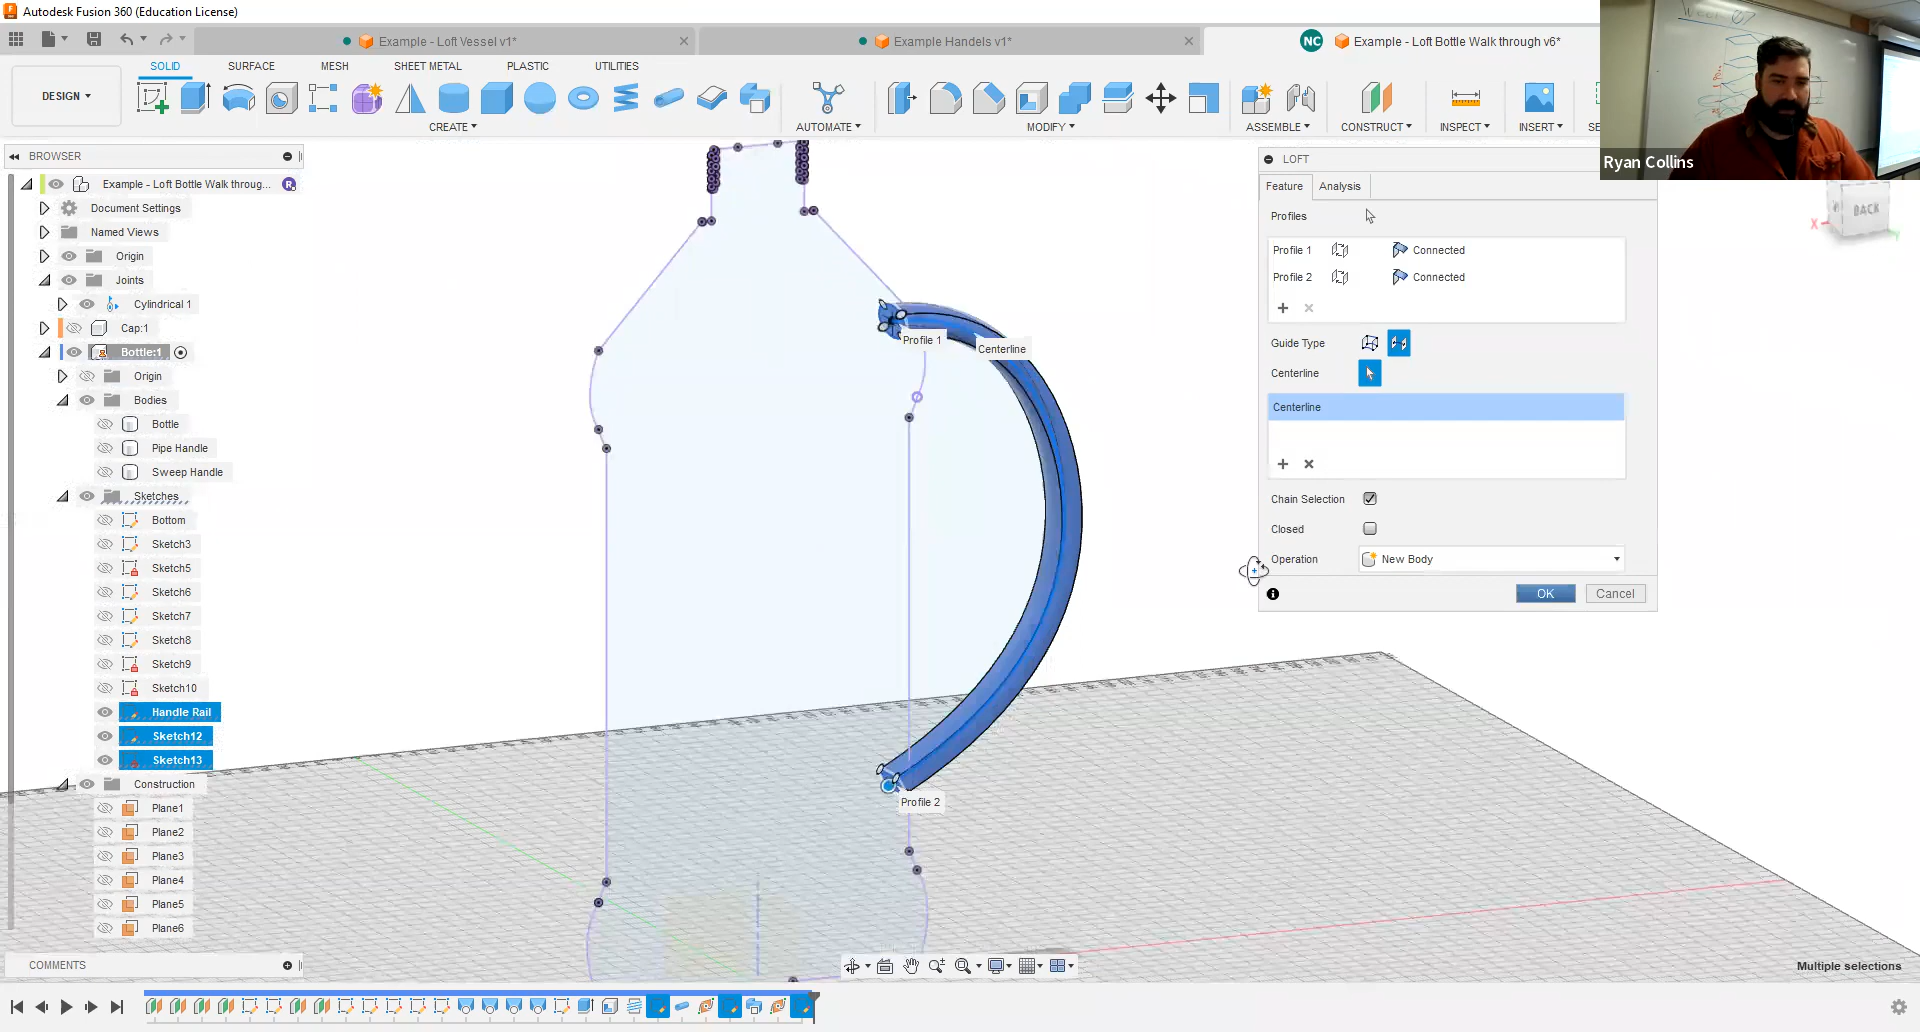 Autodesk Fusion 360 (Education License)
Example - Loft Vessel v1*
Example Handels v1*
NC
Example - Loft Bottle Walk through v6*
DESIGN
SOLID
SURFACE
MESH
SHEET METAL
PLASTIC
UTILITIES
CREATE
AUTOMATE
MODIFY
ASSEMBLE
CONSTRUCT
INSPECT
INSERT
SE
Ryan Collins
BROWSER
Example - Loft Bottle Walk throug...
R
Document Settings
Named Views
Origin
Joints
Cylindrical 1
Cap:1
Bottle:1
Origin
Bodies
Bottle
Pipe Handle
Sweep Handle
Sketches
Bottom
Sketch3
Sketch5
Sketch6
Sketch7
Sketch8
Sketch9
Sketch10
Handle Rail
Sketch12
Sketch13
Construction
Plane1
Plane2
Plane3
Plane4
Plane5
Plane6
COMMENTS
Profile 1
Centerline
Profile 2
LOFT
Feature
Analysis
Profiles
Profile 1
Connected
Profile 2
Connected
Guide Type
Centerline
Centerline
Chain Selection
Closed
Operation
New Body
OK
Cancel
BACK
X
Multiple selections